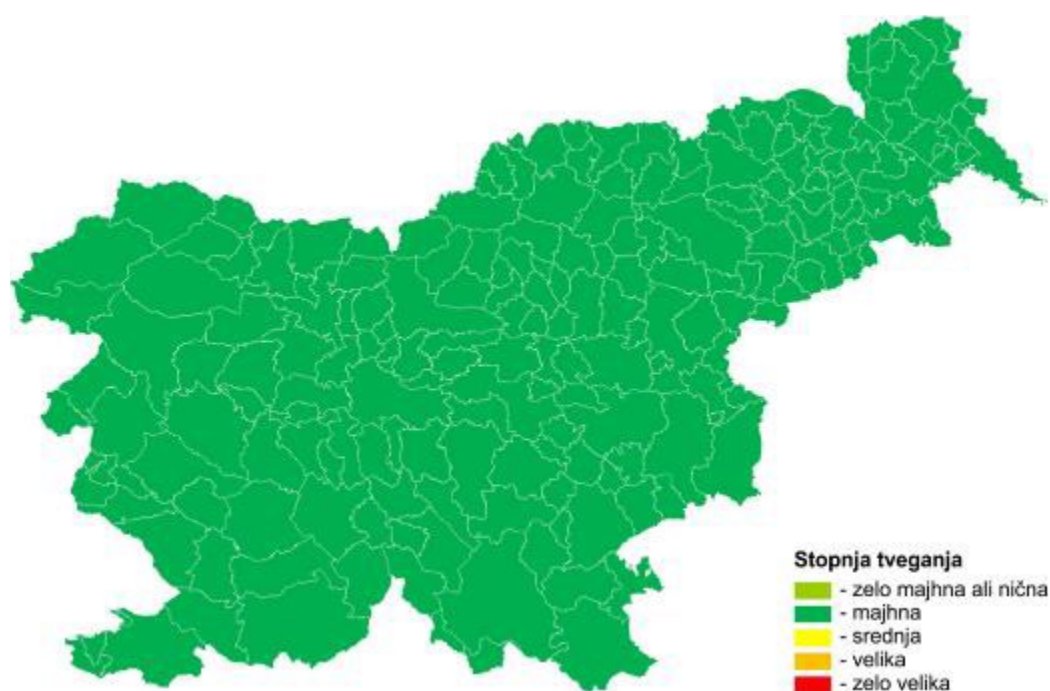 Stopnja tveganja
- zelo majhna ali nična
- majhna
- srednja
- velika
- zelo velika